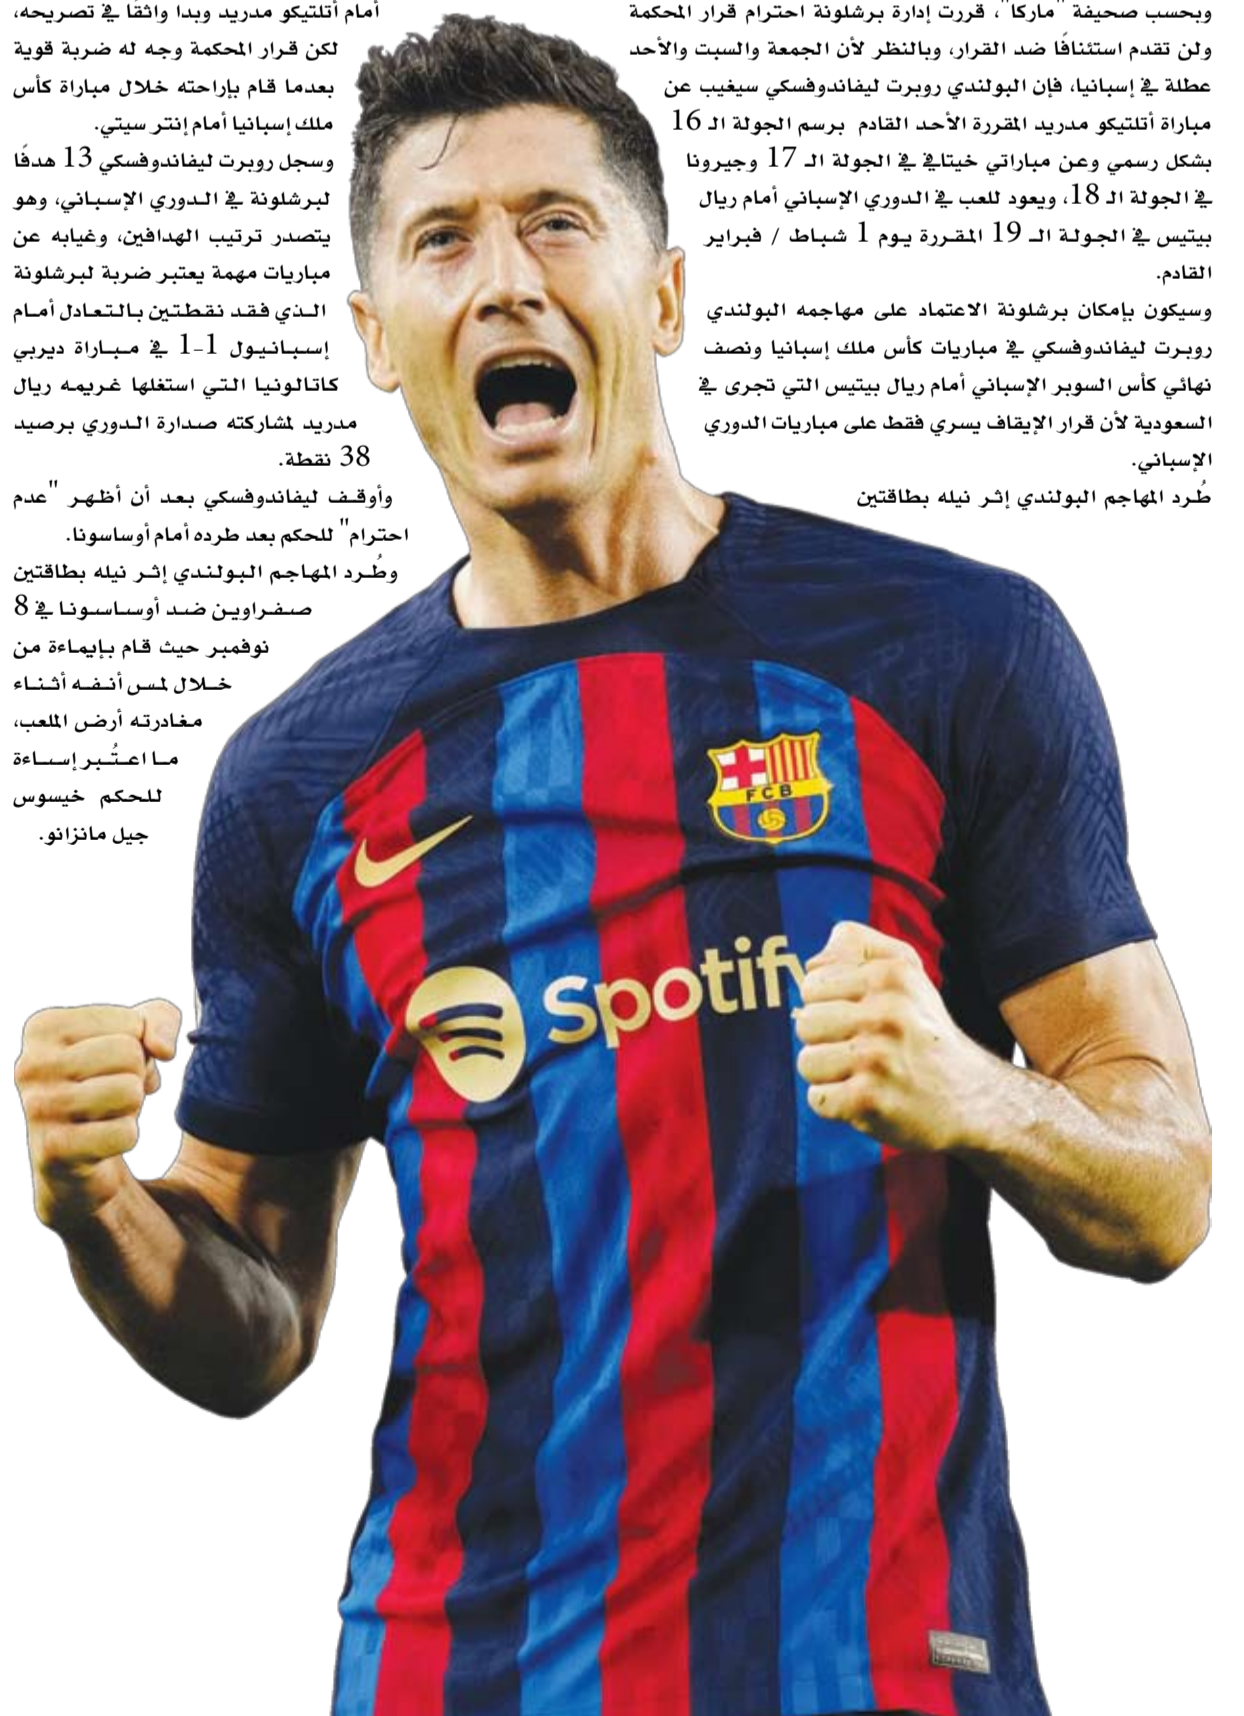 وبحسب صحيفة "ماركا"، قررت إدارة برشلونة احترام قرار المحكمة
ولن تقدم استئنافًا ضد القرار، وبالنظر لأن الجمعة والسبت والأحد
عطلة في إسبانيا، فإن البولندي روبرت ليفاندوفسكي سيغيب عن
مباراة أتلتيكو مدريد المقررة الأحد القادم برسم الجولة الـ 16
بشكل رسمي وعن مباراتي خيتافي في الجولة الـ 17 وجيرونا
في الجولة الـ 18، ويعود للعب في الدوري الإسباني أمام ريال
بيتيس في الجولة الـ 19 المقررة يوم 1 شباط / فبراير
القادم.
وسيكون بإمكان برشلونة الاعتماد على مهاجمه البولندي
روبرت ليفاندوفسكي في مباريات كأس ملك إسبانيا ونصف
نهائي كأس السوبر الإسباني أمام ريال بيتيس التي تجرى في
السعودية لأن قرار الإيقاف يسري فقط على مباريات الدوري
الإسباني.
طُرد المهاجم البولندي إثر نيله بطاقتين
أمام أتلتيكو مدريد وبدا واثقًا في تصريحه،
لكن قرار المحكمة وجه له ضربة قوية
بعدما قام بإراحته خلال مباراة كأس
ملك إسبانيا أمام إنتر سيتي.
وسجل روبرت ليفاندوفسكي 13 هدفًا
لبرشلونة في الدوري الإسباني، وهو
يتصدر ترتيب الهدافين، وغيابه عن
مباريات مهمة يعتبر ضربة لبرشلونة
الذي فقد نقطتين بالتعادل أمام
إسبانيول 1-1 في مباراة ديربي
كاتالونيا التي استغلها غريمه ريال
مدريد لمشاركته صدارة الدوري برصيد
38 نقطة.
وأوقف ليفاندوفسكي بعد أن أظهر "عدم
احترام" للحكم بعد طرده أمام أوساسونا.
وطُرد المهاجم البولندي إثر نيله بطاقتين
صفراوين ضد أوساسونا في 8
نوفمبر حيث قام بإيماءة من
خلال لمس أنفه أثناء
مغادرته أرض الملعب،
ما اعتُبر إساءة
للحكم خيسوس
جيل مانزانو.
FCB
Spotify